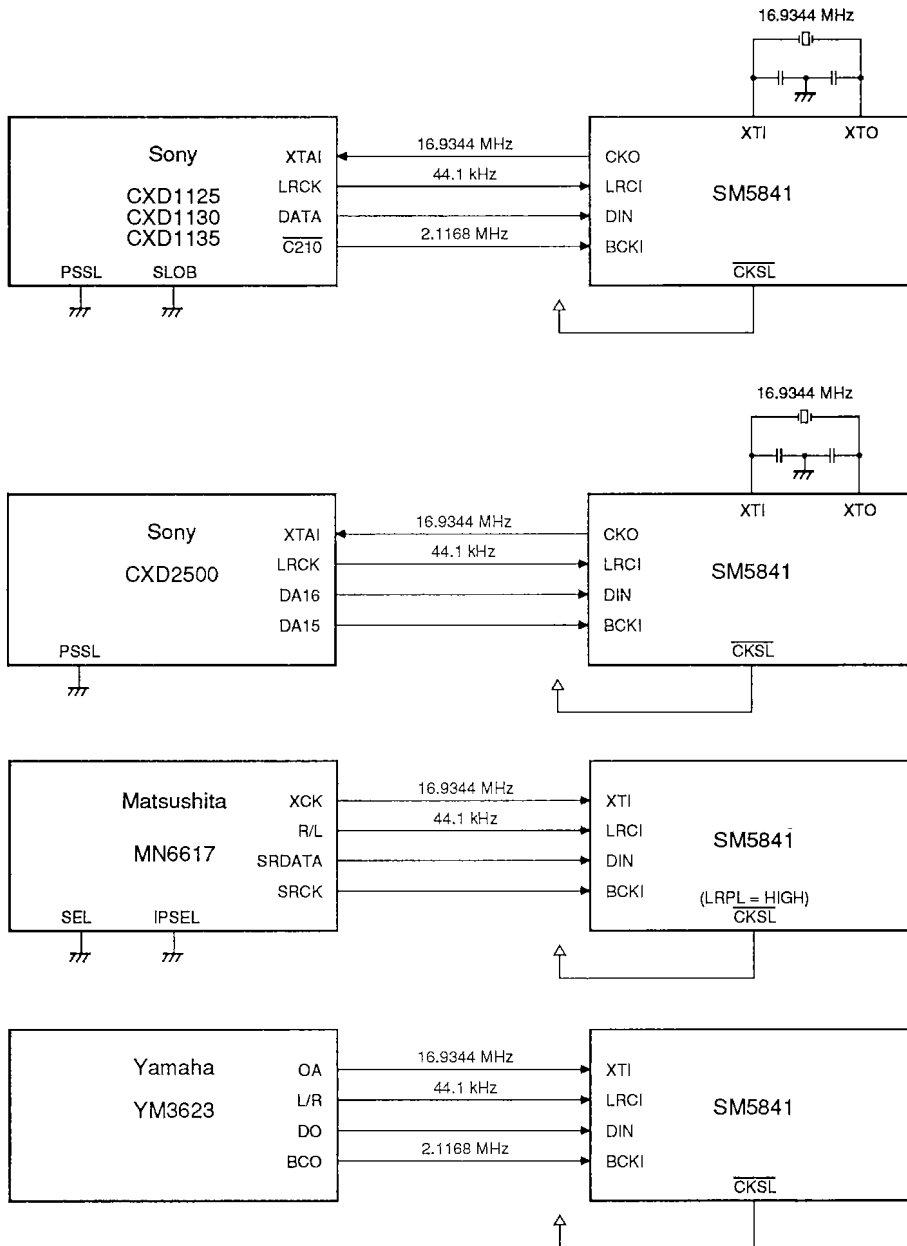 16.9344 MHz
XTI XTO
Sony
CXD1125
CXD1130
CXD1135
XTAI
LRCK
DATA
C210
PSSL SLOB
16.9344 MHz
44.1 kHz
2.1168 MHz
CKO
LRCI
DIN
BCKI
SM5841
CKSL
16.9344 MHz
XTI XTO
Sony
CXD2500
XTAI
LRCK
DA16
DA15
PSSL
16.9344 MHz
44.1 kHz
CKO
LRCI
DIN
BCKI
SM5841
CKSL
Matsushita
MN6617
XCK
R/L
SRDATA
SRCK
SEL IPSEL
16.9344 MHz
44.1 kHz
XTI
LRCI
DIN
BCKI
SM5841
(LRPL = HIGH)
CKSL
Yamaha
YM3623
OA
L/R
DO
BCO
16.9344 MHz
44.1 kHz
2.1168 MHz
XTI
LRCI
DIN
BCKI
SM5841
CKSL